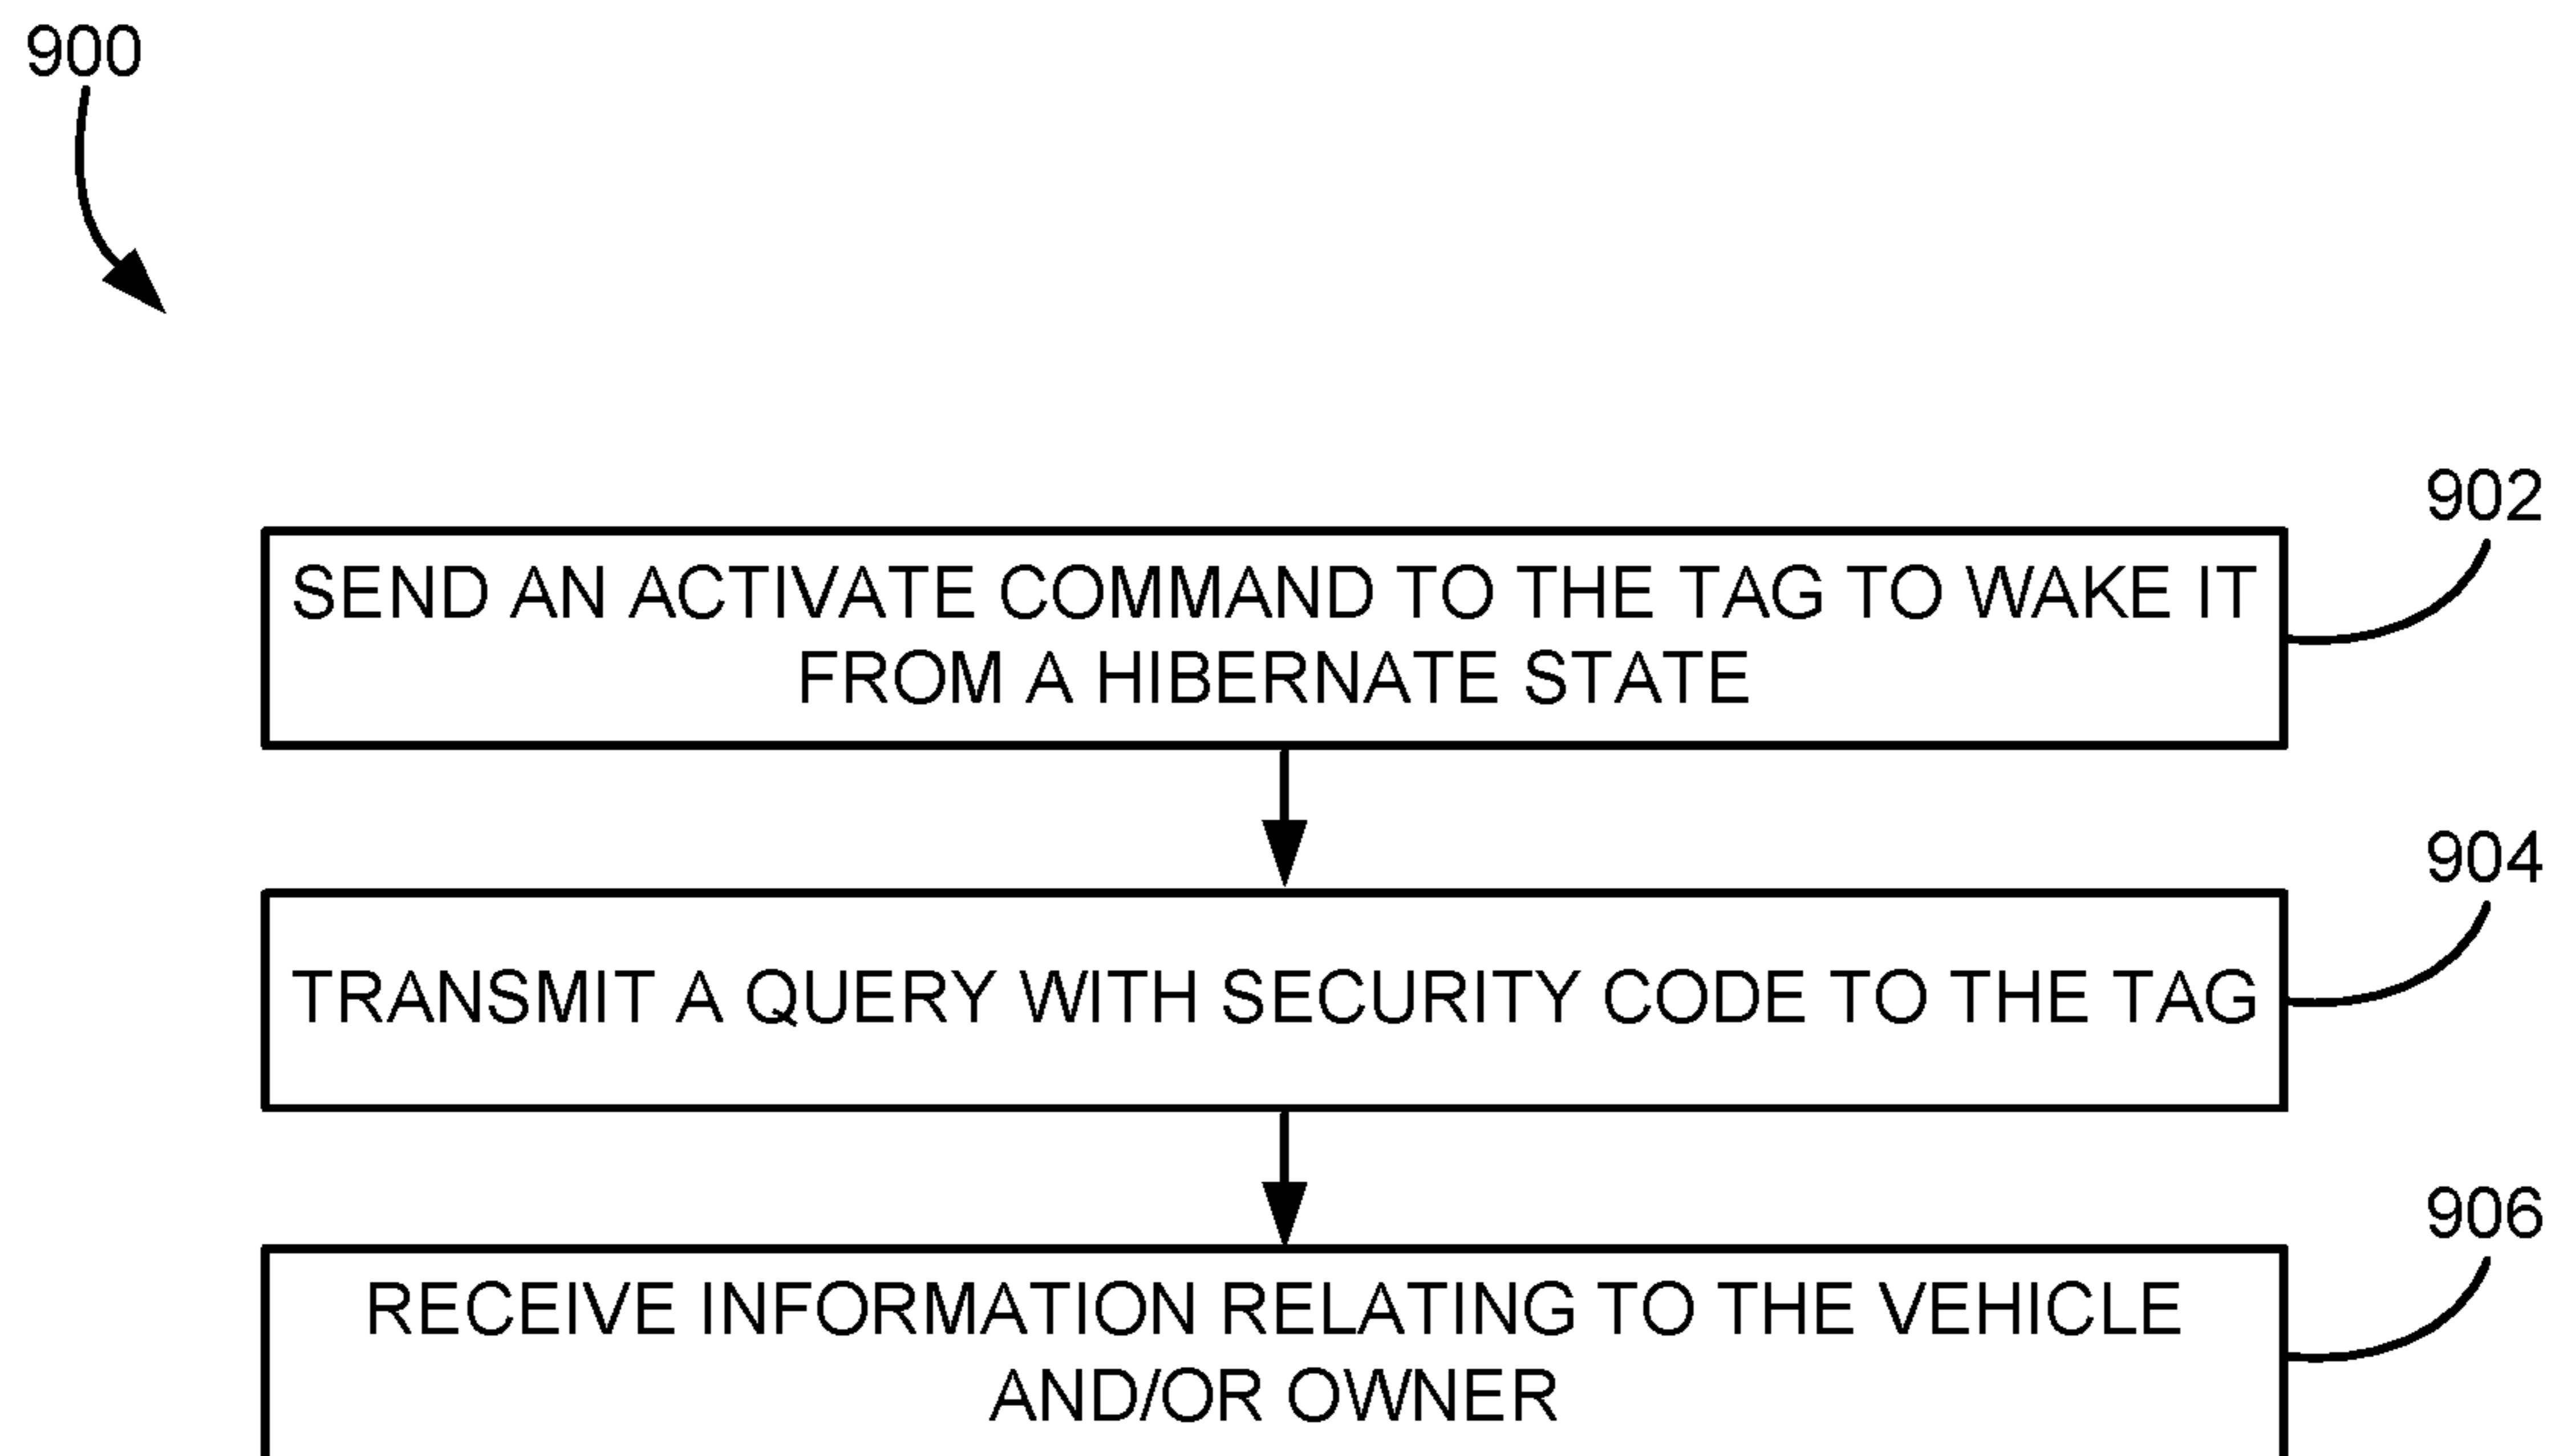 900
902
SEND AN ACTIVATE COMMAND TO THE TAG TO WAKE IT
FROM A HIBERNATE STATE
904
TRANSMIT A QUERY WITH SECURITY CODE TO THE TAG
906
RECEIVE INFORMATION RELATING TO THE VEHICLE
AND/OR OWNER